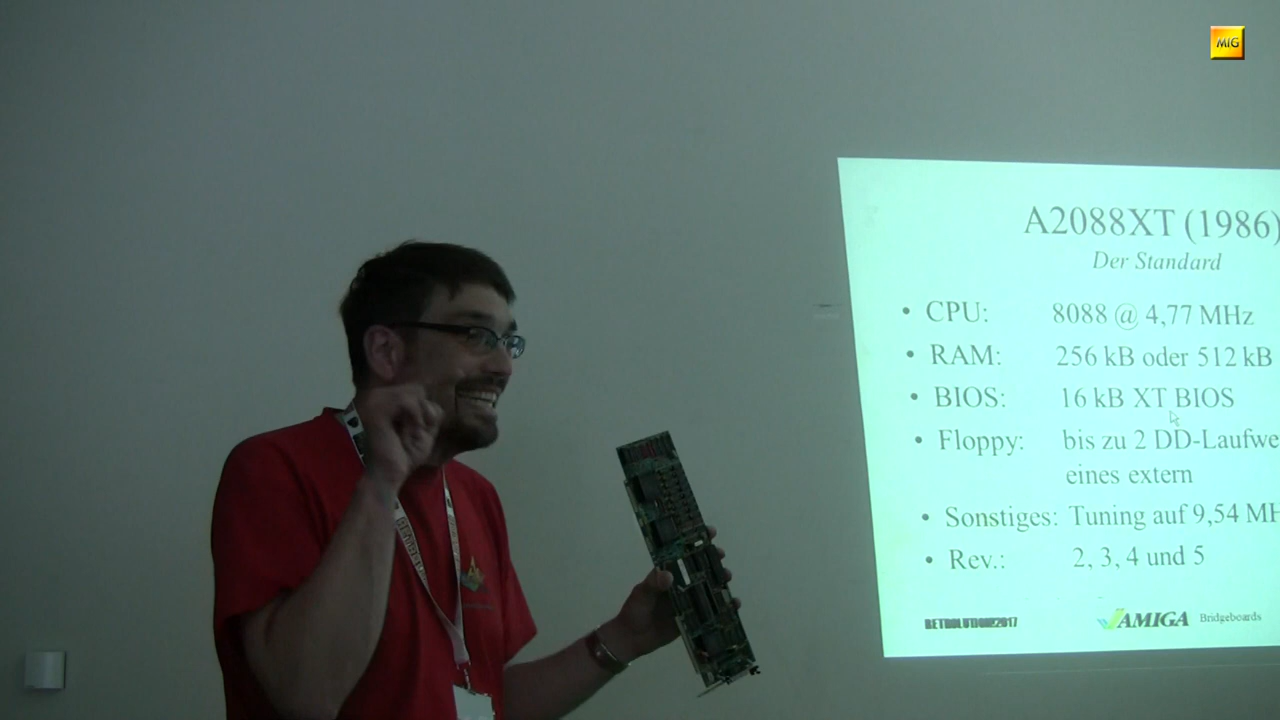 MIG
A2088XT (1986)
Der Standard
• CPU: 8088 @ 4,77 MHz
• RAM: 256 kB oder 512 kB
• BIOS: 16 kB XT BIOS
• Floppy: bis zu 2 DD-Laufwe
eines extern
• Sonstiges: Tuning auf 9,54 MH
• Rev.: 2, 3, 4 und 5
RETROLUTION2017 AMIGA Bridgeboards